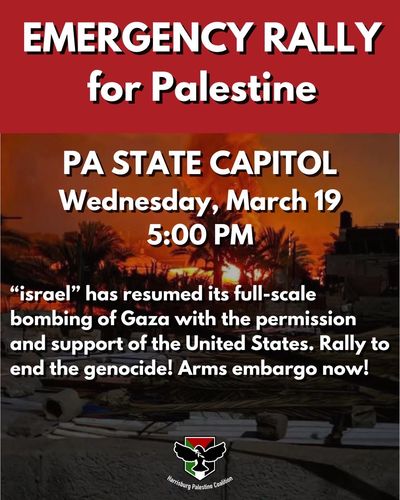 EMERGENCY RALLY
for Palestine
PA STATE CAPITOL
Wednesday, March 19
5:00 PM
“israel” has resumed its full-scale
bombing of Gaza with the permission
and support of the United States. Rally to
end the genocide! Arms embargo now!
Harrisburg Palestine Coalition